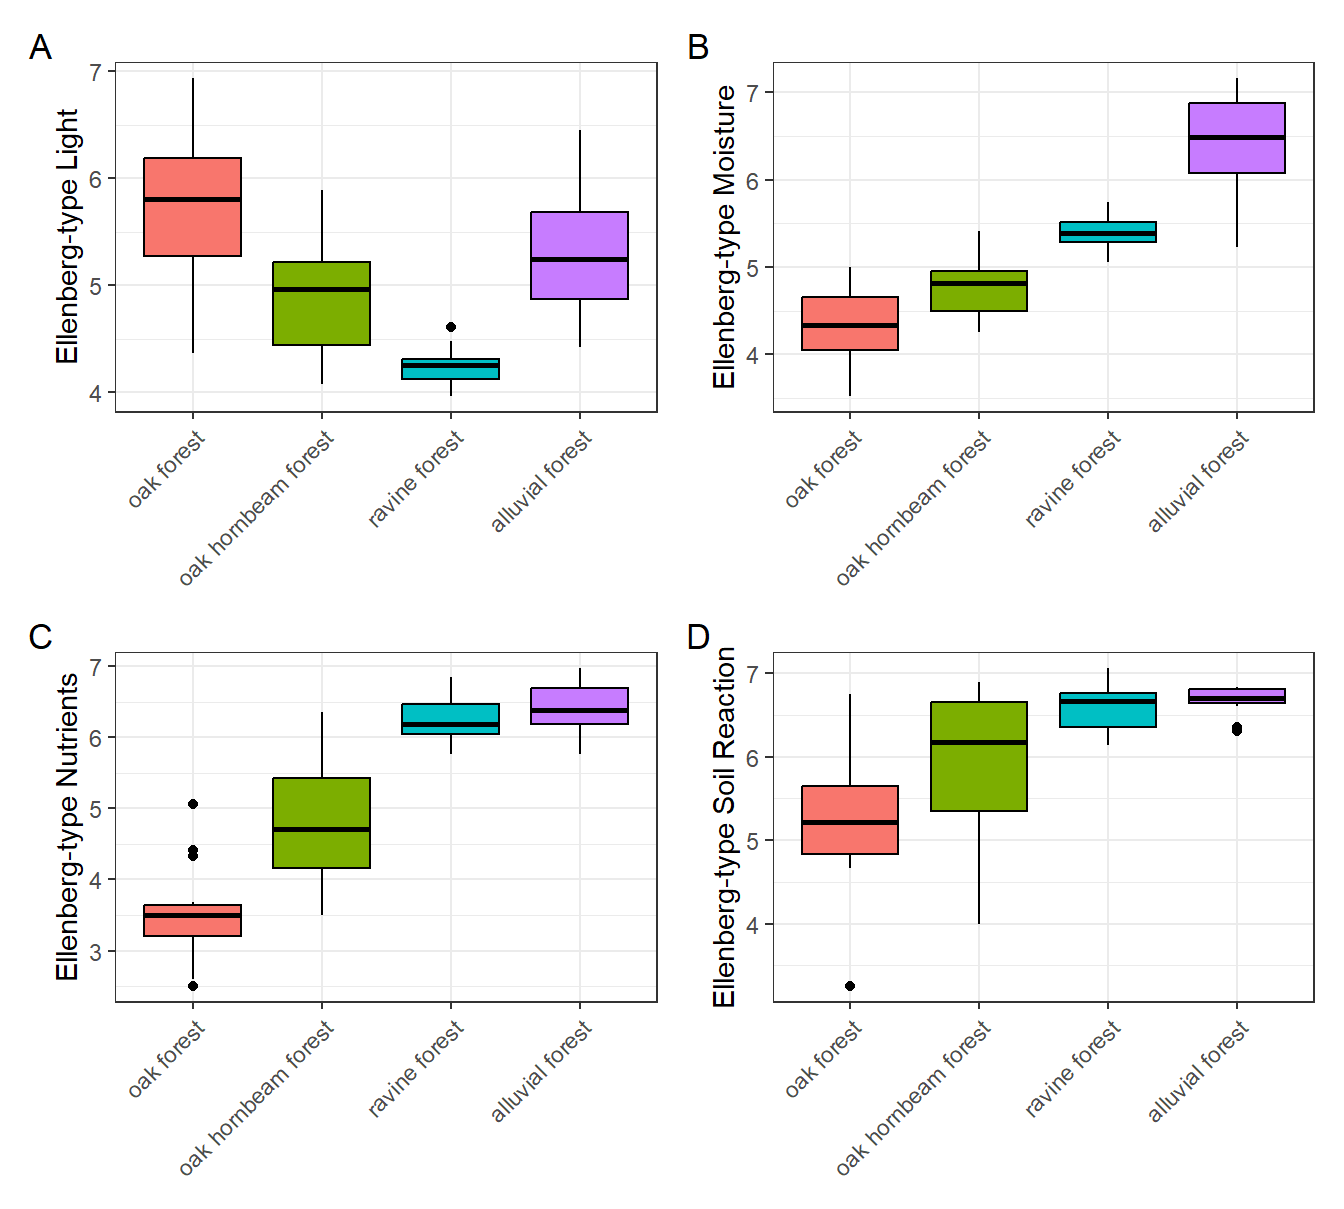 A
Ellenberg-type Light
7
6
5
4
oak forest
oak hornbeam forest
ravine forest
alluvial forest
B
Ellenberg-type Moisture
7
6
5
4
oak forest
oak hornbeam forest
ravine forest
alluvial forest
C
Ellenberg-type Nutrients
7
6
5
4
3
oak forest
oak hornbeam forest
ravine forest
alluvial forest
D
Ellenberg-type Soil Reaction
7
6
5
4
oak forest
oak hornbeam forest
ravine forest
alluvial forest